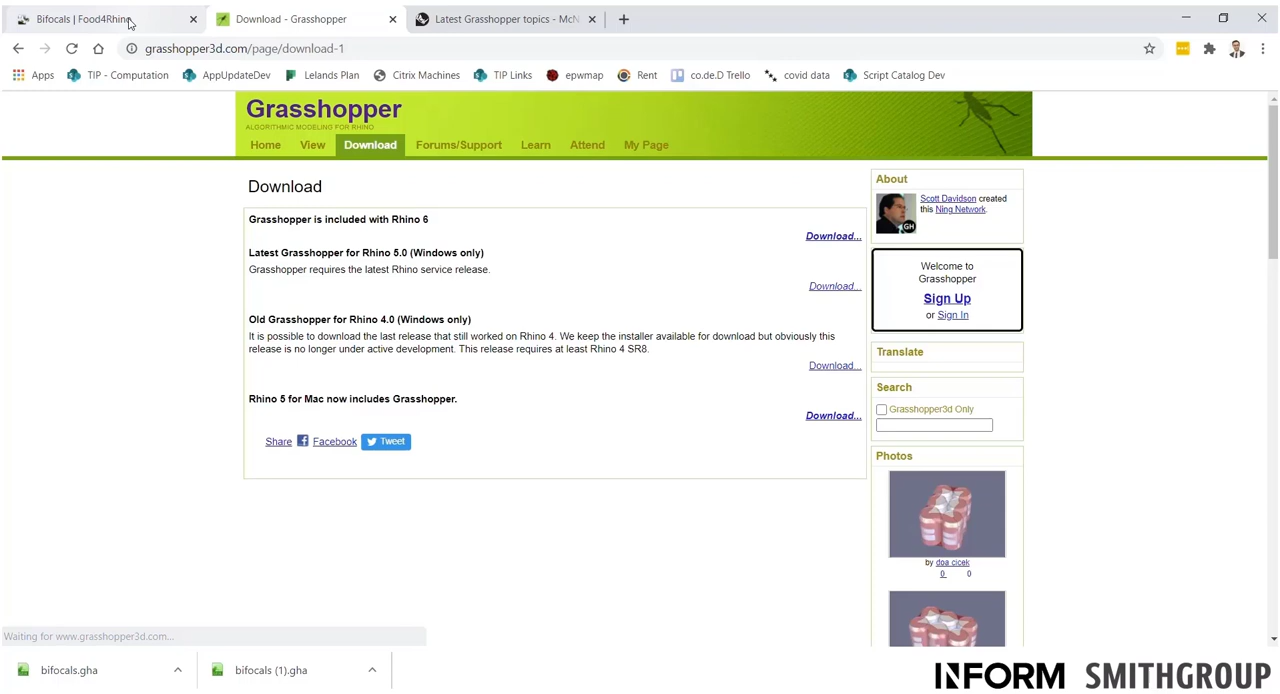 Bifocals | Food4Rhino
Download - Grasshopper
Latest Grasshopper topics - McN
grasshopper3d.com/page/download-1
Apps
TIP - Computation
AppUpdateDev
Lelands Plan
Citrix Machines
TIP Links
epwmap
Rent
co.de.D Trello
covid data
Script Catalog Dev
Grasshopper
ALGORITHMIC MODELING FOR RHINO
Home View Download Forums/Support Learn Attend My Page
Download
Grasshopper is included with Rhino 6
Download...
Latest Grasshopper for Rhino 5.0 (Windows only)
Grasshopper requires the latest Rhino service release.
Download...
Old Grasshopper for Rhino 4.0 (Windows only)
It is possible to download the last release that still worked on Rhino 4. We keep the installer available for download but obviously this
release is no longer under active development. This release requires at least Rhino 4 SR8.
Download...
Rhino 5 for Mac now includes Grasshopper.
Download...
Share Facebook Tweet
About
Scott Davidson created
this Ning Network.
GH
Welcome to
Grasshopper
Sign Up
or Sign In
Translate
Search
Grasshopper3d Only
Photos
by doa cicek
0 0
Waiting for www.grasshopper3d.com...
bifocals.gha
bifocals (1).gha
INFORM SMITHGROUP